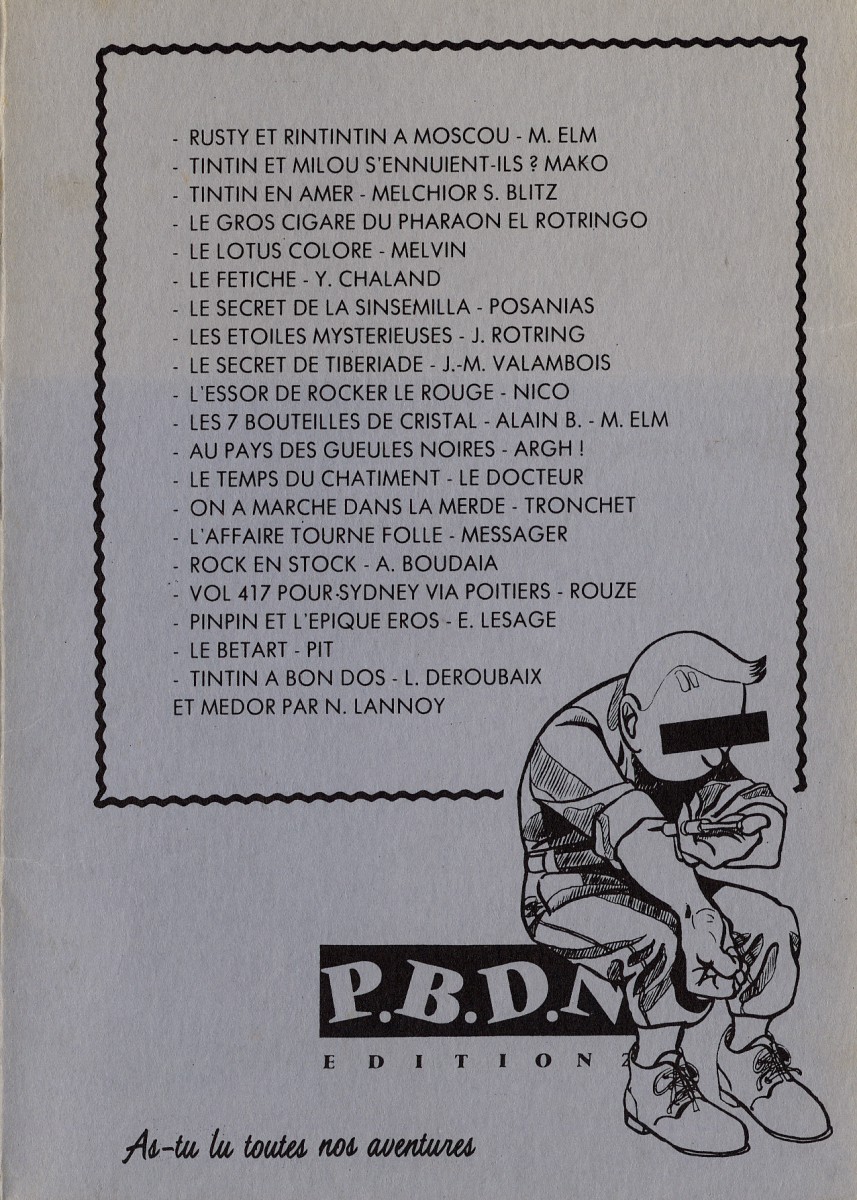 - RUSTY ET RINTINTIN A MOSCOU - M. ELM
- TINTIN ET MILOU S'ENNUIENT-ILS ? MAKO
- TINTIN EN AMER - MELCHIOR S. BLITZ
- LE GROS CIGARE DU PHARAON EL ROTRINGO
- LE LOTUS COLORE - MELVIN
- LE FETICHE - Y. CHALAND
- LE SECRET DE LA SINSEMILLA - POSANIAS
- LES ETOILES MYSTERIEUSES - J. ROTRING
- LE SECRET DE TIBERIADE - J.-M. VALAMBOIS
- L'ESSOR DE ROCKER LE ROUGE - NICO
- LES 7 BOUTEILLES DE CRISTAL - ALAIN B. - M. ELM
- AU PAYS DES GUEULES NOIRES - ARGH !
- LE TEMPS DU CHATIMENT - LE DOCTEUR
- ON A MARCHE DANS LA MERDE - TRONCHET
- L'AFFAIRE TOURNE FOLLE - MESSAGER
- ROCK EN STOCK - A. BOUDAIA
- VOL 417 POUR SYDNEY VIA POITIERS - ROUZE
- PINPIN ET L'EPIQUE EROS - E. LESAGE
- LE BETART - PIT
- TINTIN A BON DOS - L. DEROUBAIX
ET MEDOR PAR N. LANNOY
P.B.D.N
EDITIONZ
As-tu lu toutes nos aventures